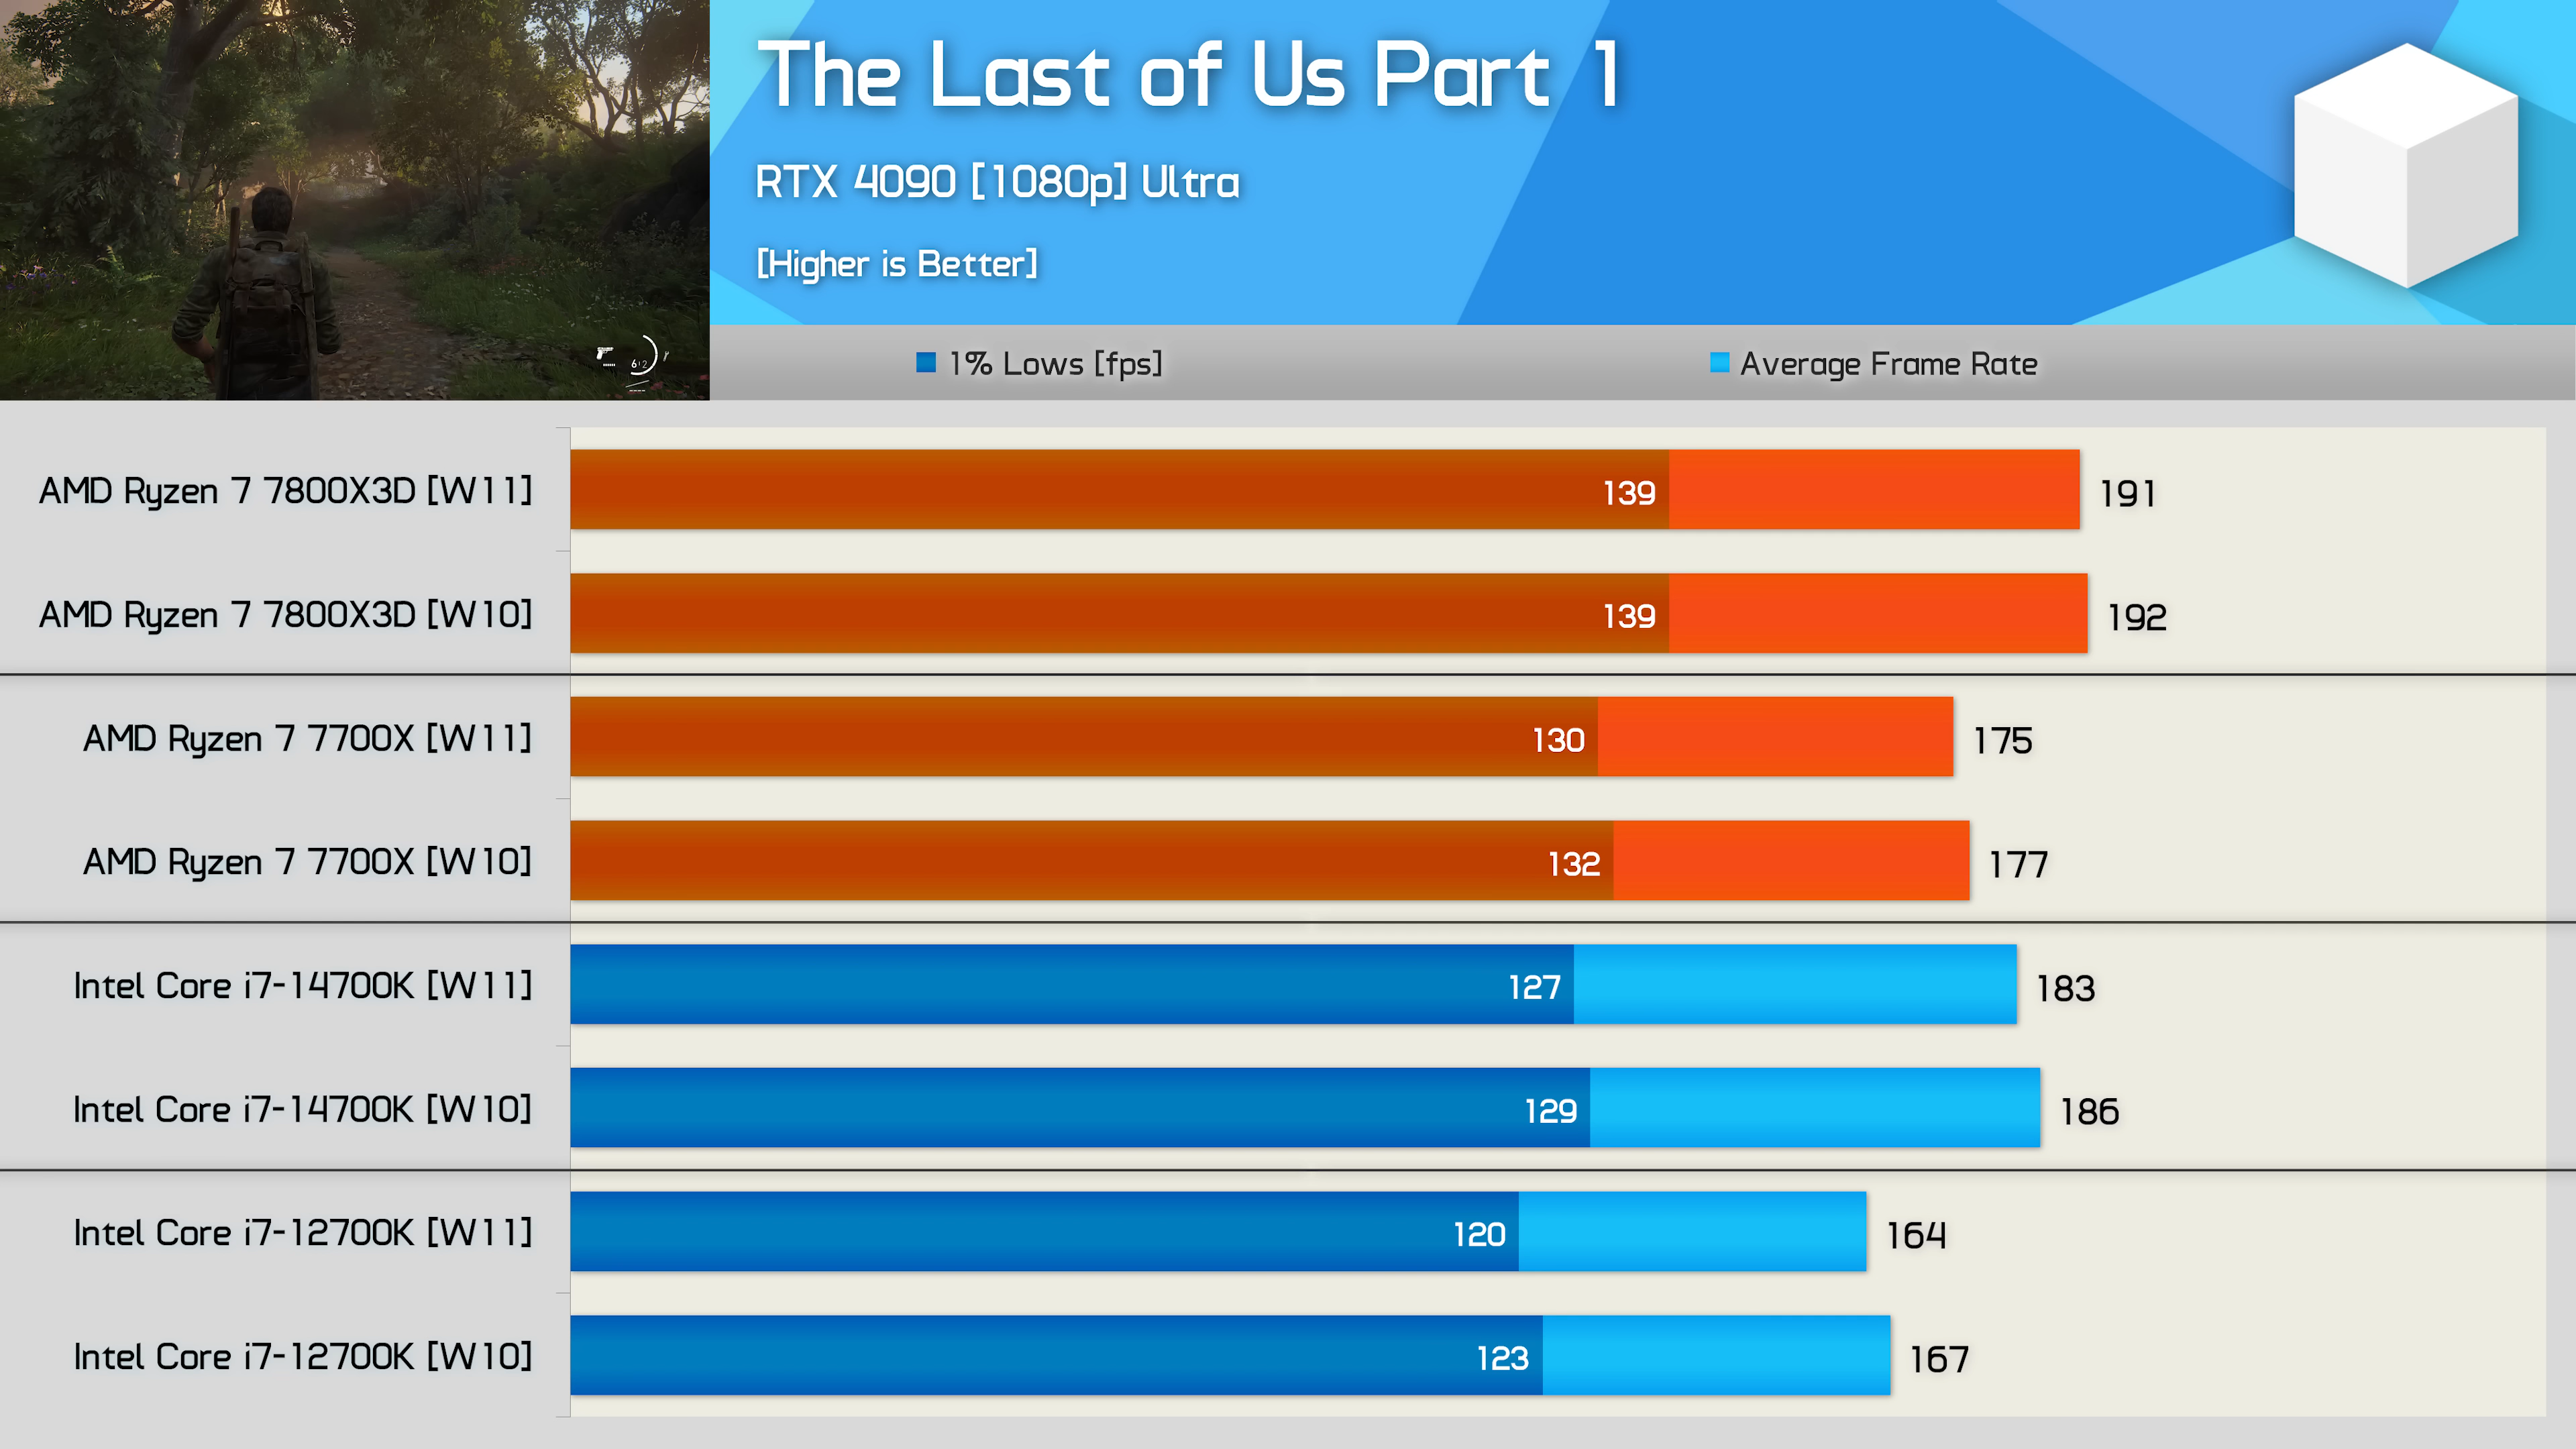 The Last of Us Part 1
RTX 4090 [1080p] Ultra
[Higher is Better]
1% Lows [fps]
Average Frame Rate
AMD Ryzen 7 7800X3D [W11]
139
191
AMD Ryzen 7 7800X3D [W10]
139
192
AMD Ryzen 7 7700X [W11]
130
175
AMD Ryzen 7 7700X [W10]
132
177
Intel Core i7-14700K [W11]
127
183
Intel Core i7-14700K [W10]
129
186
Intel Core i7-12700K [W11]
120
164
Intel Core i7-12700K [W10]
123
167